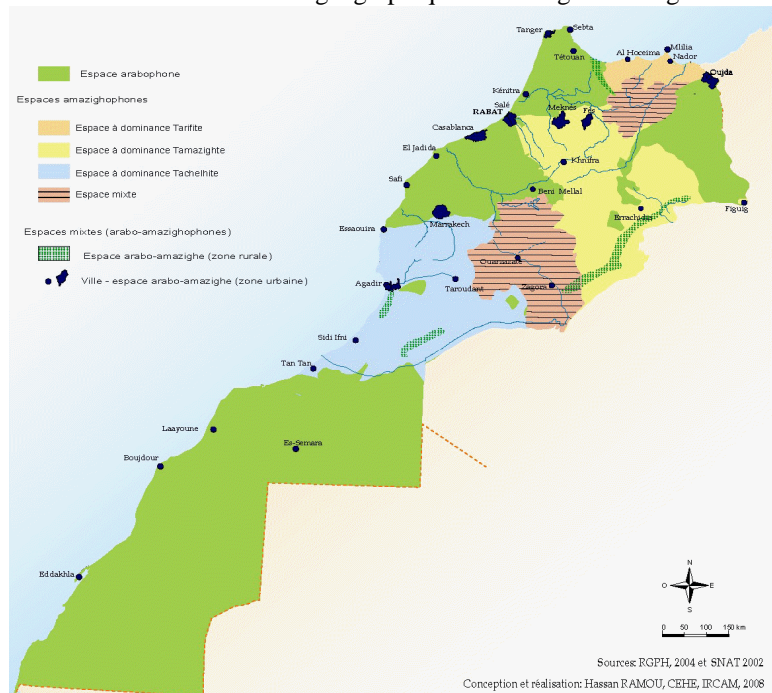 Espace arabophone
Espaces amazighophones
Espace à dominance Tarifite
Espace à dominance Tamazighte
Espace à dominance Tachelhite
Espace mixte
Espaces mixtes (arabo-amazighophones)
Espace arabo-amazighe (zone rurale)
Ville - espace arabo-amazighe (zone urbaine)
Tanger
Sebta
Tétouan
Al Hoceima
Mlilia
Nador
Oujda
Kénitra
Salé
RABAT
Meknés
Fés
Casablanca
El Jadida
Khnifra
Safi
Beni Mellal
Figuig
Errachidia
Essaouira
Marrakech
Ouarzazate
Agadir
Taroudant
Zagora
Sidi Ifni
Tan Tan
Laayoune
Es-Semara
Boujdour
Eddakhla
N
O
E
S
0 50 100 150 km
Sources: RGPH, 2004 et SNAT 2002
Conception et réalisation: Hassan RAMOU, CEHE, IRCAM, 2008